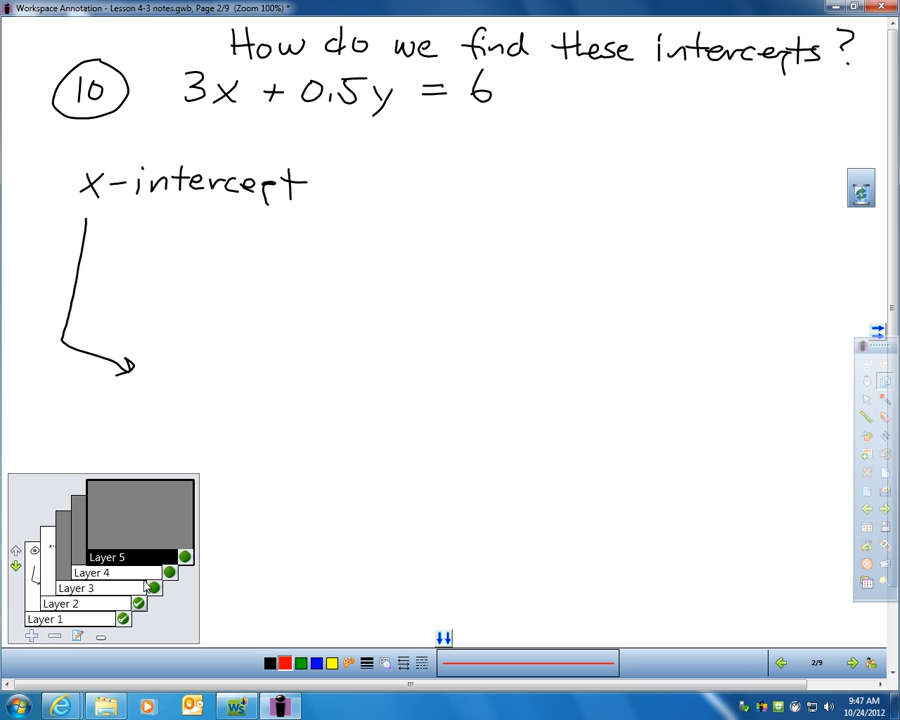 Workspace Annotation - Lesson 4-3 notes.gwb, Page 2/9 (Zoom 100%) *
How do we find these intercepts?
10 3x + 0.5y = 6
x-intercept
Layer 5
Layer 4
Layer 3
Layer 2
Layer 1
2/9
WS
9:47 AM
10/24/2012